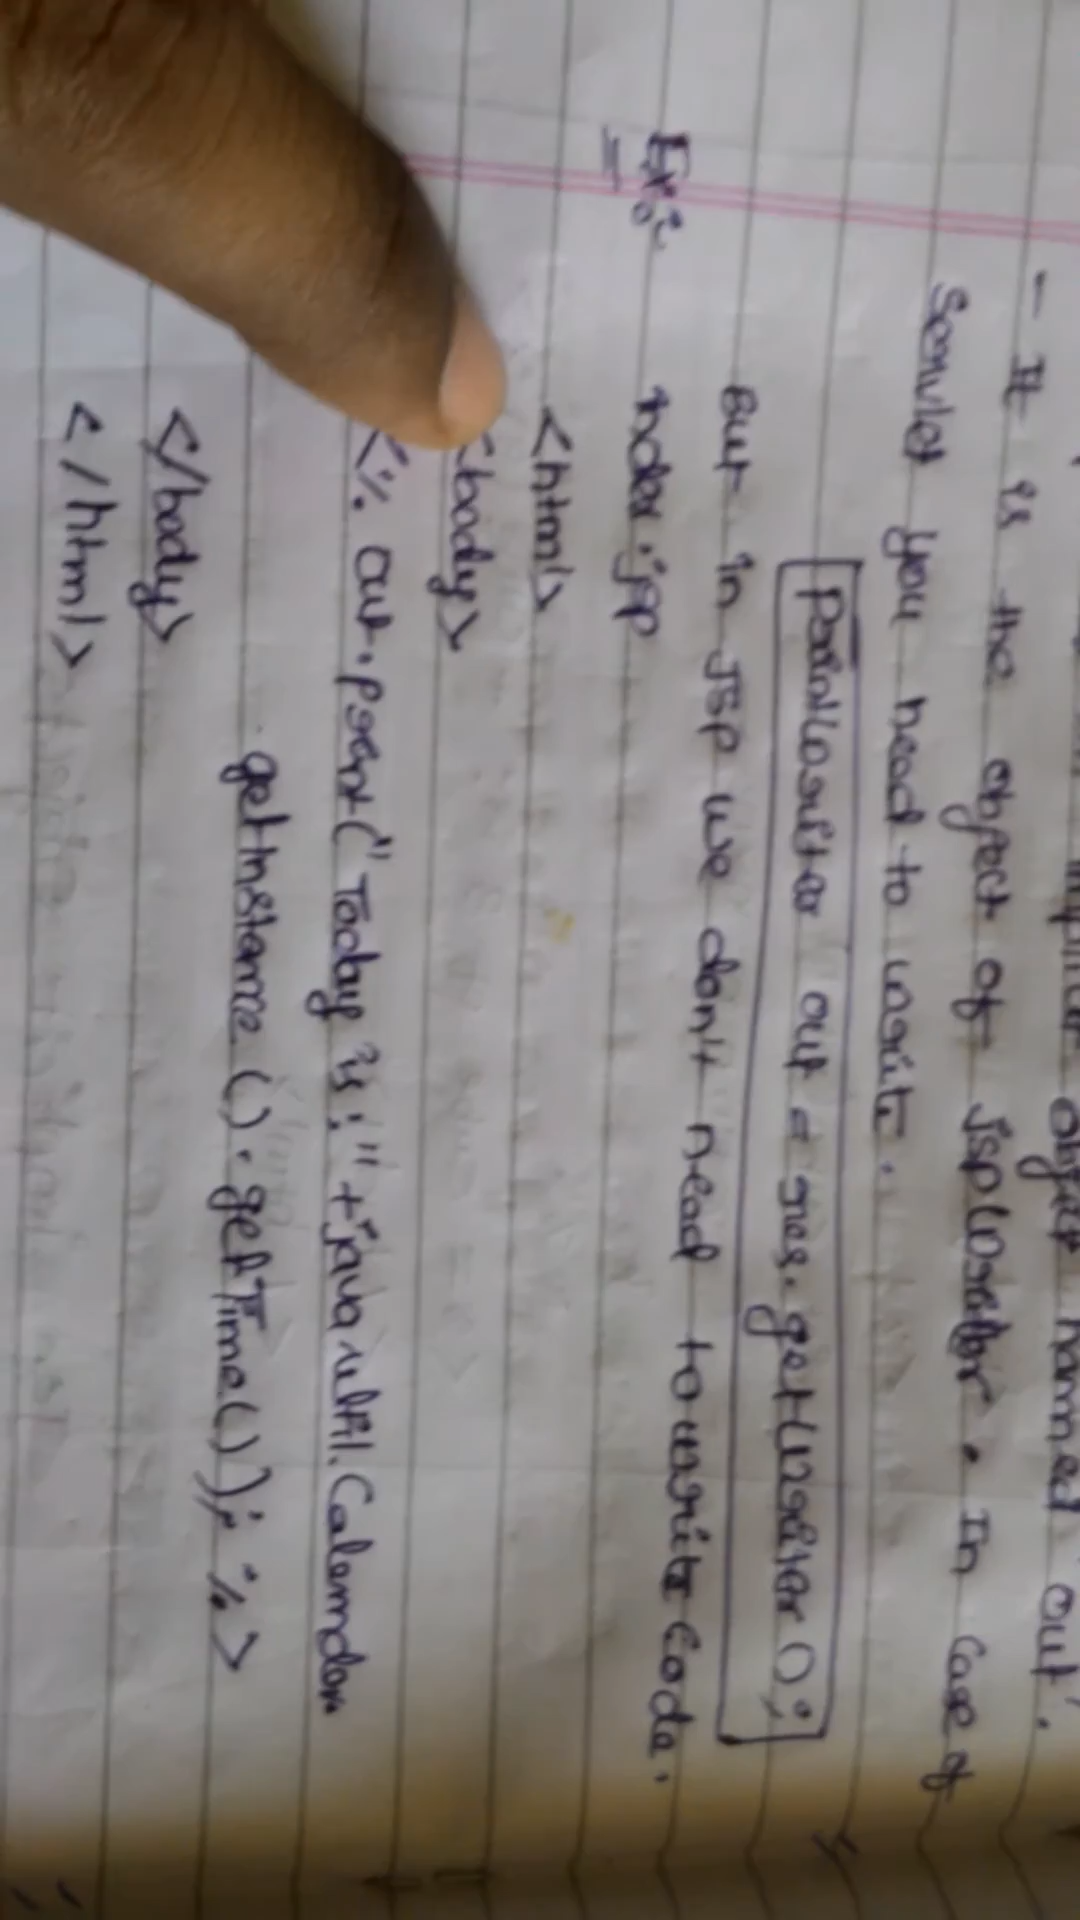 object named 'out'.
- It is the object of JSPWriter. In case of
Servlet you need to write.
PrintWriter out = res.getWriter();
But in JSP we don't need to write code.
Ex:- index.jsp
<html>
<body>
<% out.print("Today is:"+java.util.Calendar
.getInstance().getTime()); %>
</body>
</html>